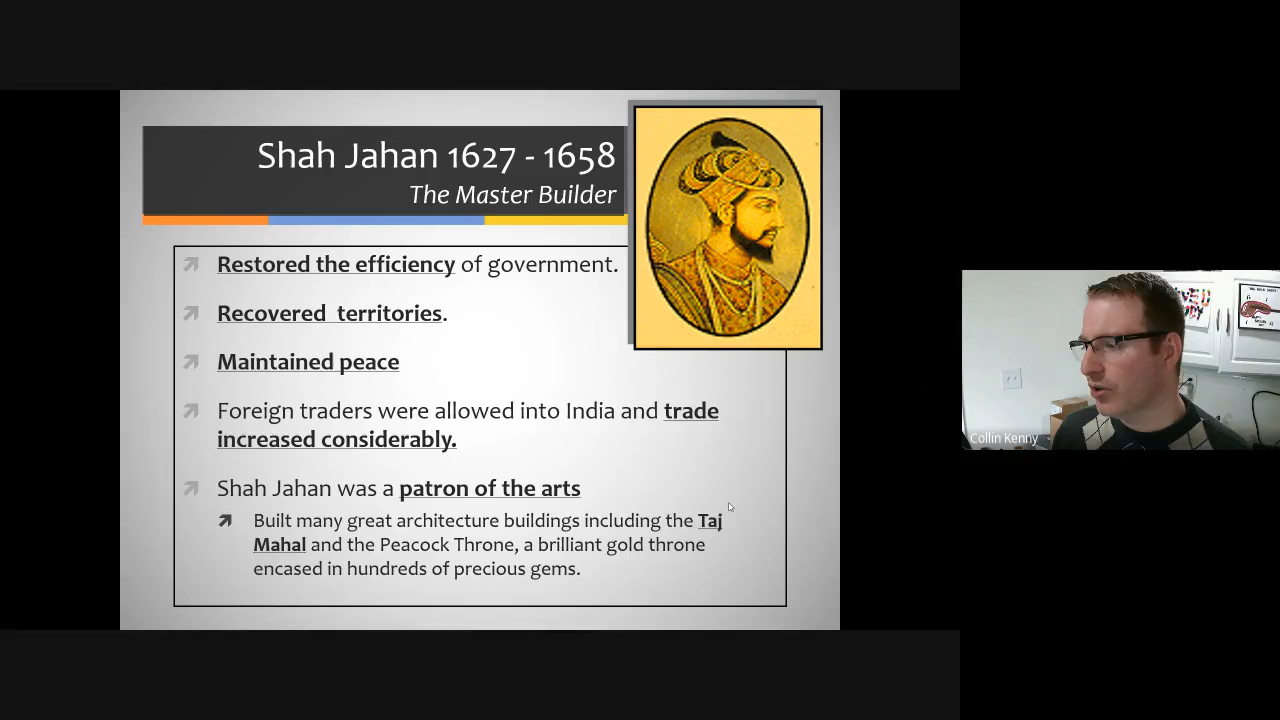 Shah Jahan 1627 - 1658
The Master Builder
Restored the efficiency of government.
Recovered  territories.
Maintained peace
Foreign traders were allowed into India and trade
increased considerably.
Shah Jahan was a patron of the arts
Built many great architecture buildings including the Taj
Mahal and the Peacock Throne, a brilliant gold throne
encased in hundreds of precious gems.
Collin Kenny